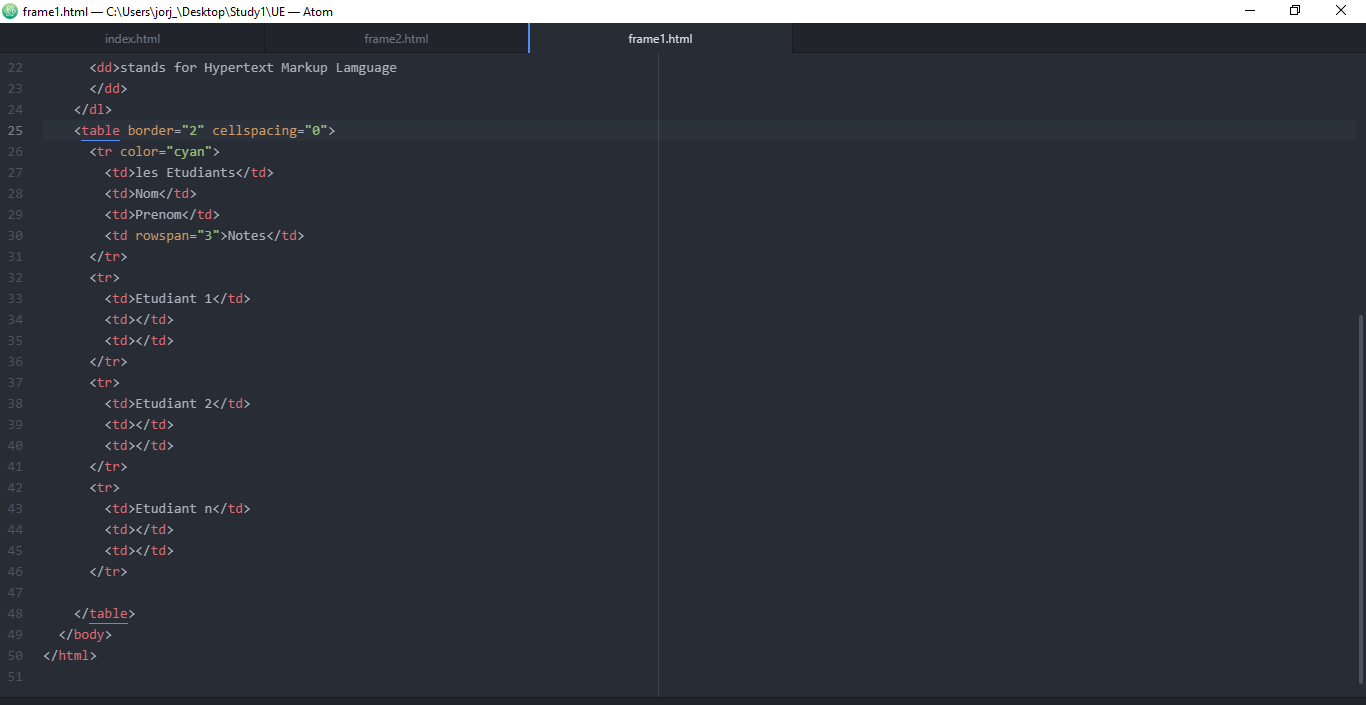 frame1.html — C:\Users\jorj_\Desktop\Study1\UE — Atom
index.html frame2.html frame1.html
22 <dd>stands for Hypertext Markup Lamguage
23 </dd>
24 </dl>
25 <table border="2" cellspacing="0">
26 <tr color="cyan">
27 <td>les Etudiants</td>
28 <td>Nom</td>
29 <td>Prenom</td>
30 <td rowspan="3">Notes</td>
31 </tr>
32 <tr>
33 <td>Etudiant 1</td>
34 <td></td>
35 <td></td>
36 </tr>
37 <tr>
38 <td>Etudiant 2</td>
39 <td></td>
40 <td></td>
41 </tr>
42 <tr>
43 <td>Etudiant n</td>
44 <td></td>
45 <td></td>
46 </tr>
47
48 </table>
49 </body>
50 </html>
51